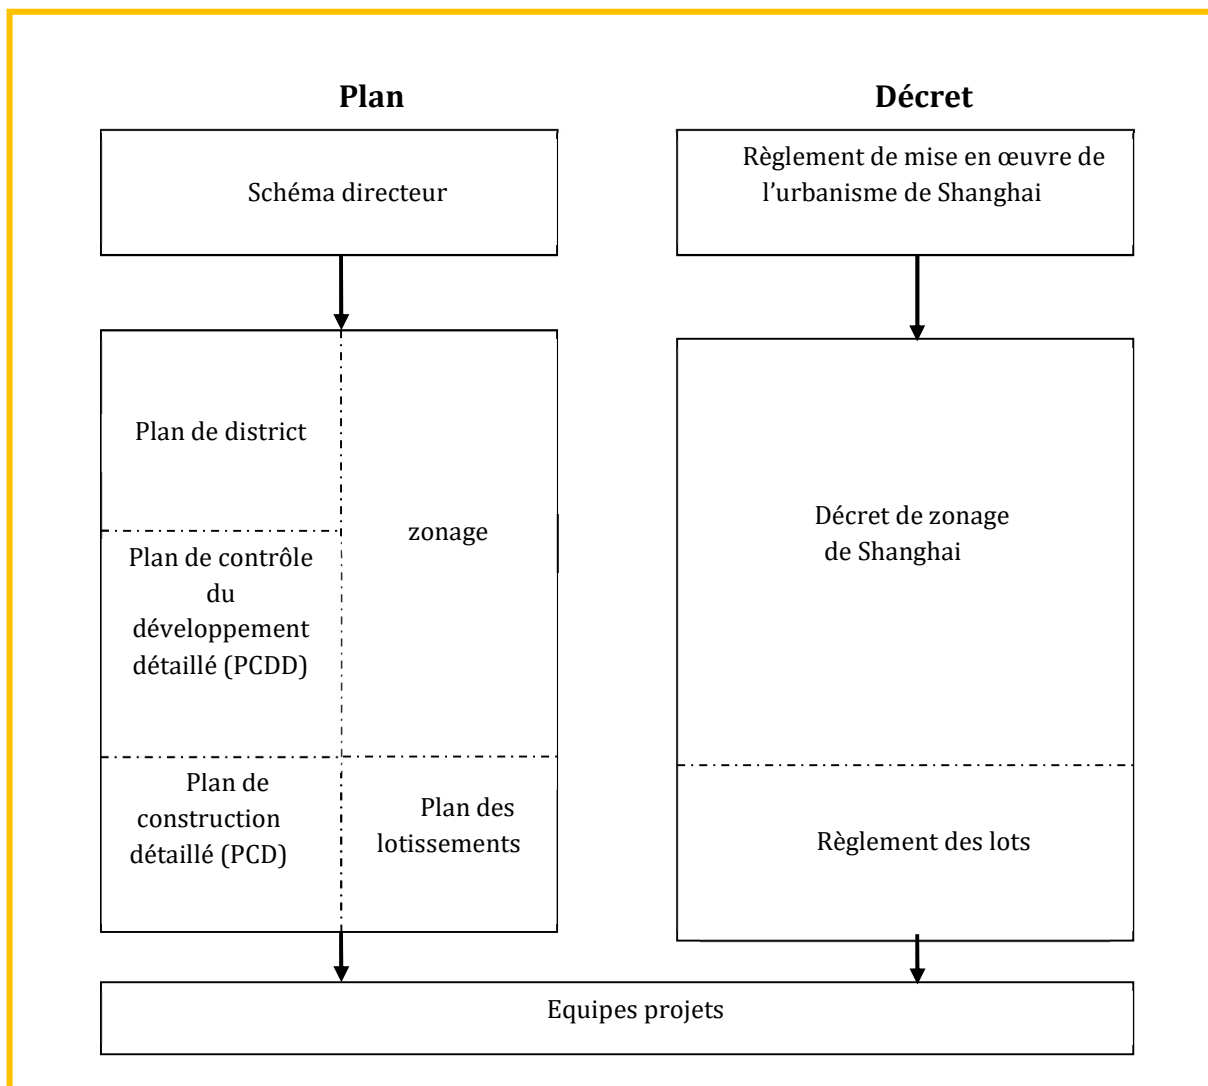 Plan
Décret
Schéma directeur
Règlement de mise en œuvre de
l’urbanisme de Shanghai
Plan de district
zonage
Plan de contrôle
du
développement
détaillé (PCDD)
Décret de zonage
de Shanghai
Plan de
construction
détaillé (PCD)
Plan des
lotissements
Règlement des lots
Equipes projets